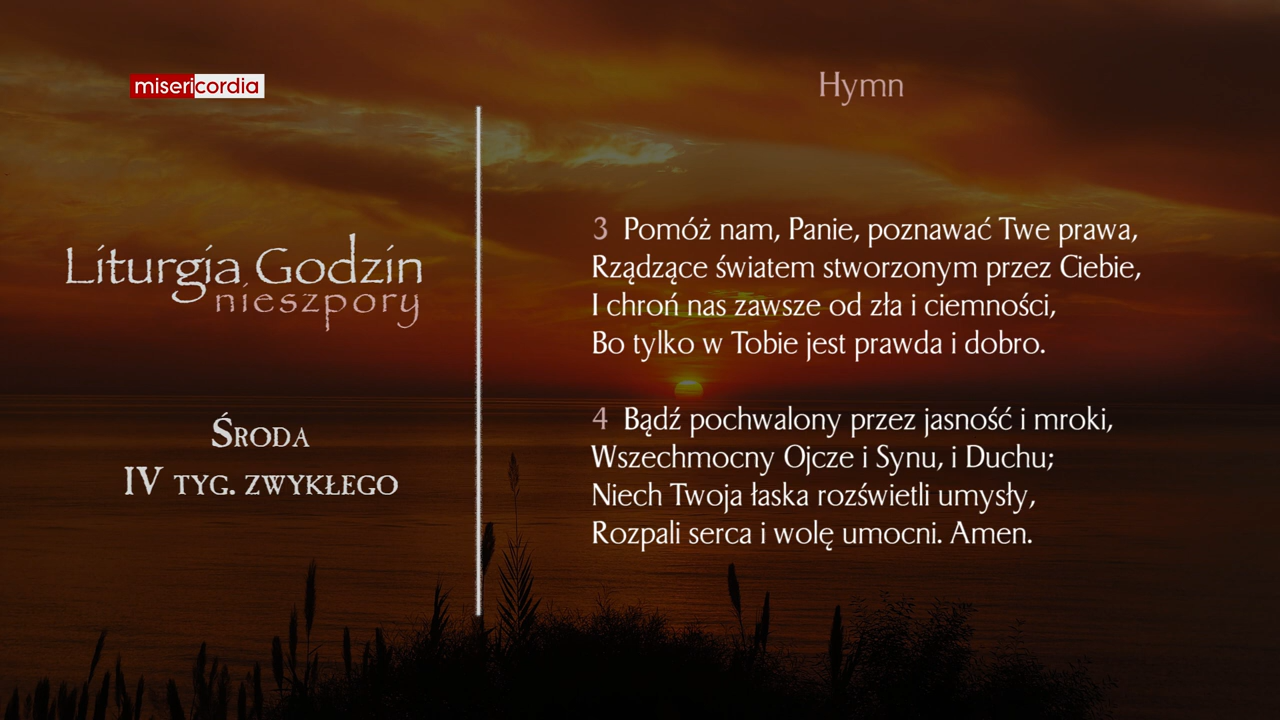 misericordia
Liturgia Godzin
nieszpory
Środa
IV tyg. zwykłego
Hymn
3 Pomóż nam, Panie, poznawać Twe prawa,
Rządzące światem stworzonym przez Ciebie,
I chroń nas zawsze od zła i ciemności,
Bo tylko w Tobie jest prawda i dobro.
4 Bądź pochwalony przez jasność i mroki,
Wszechmocny Ojcze i Synu, i Duchu;
Niech Twoja łaska rozświetli umysły,
Rozpali serca i wolę umocni. Amen.